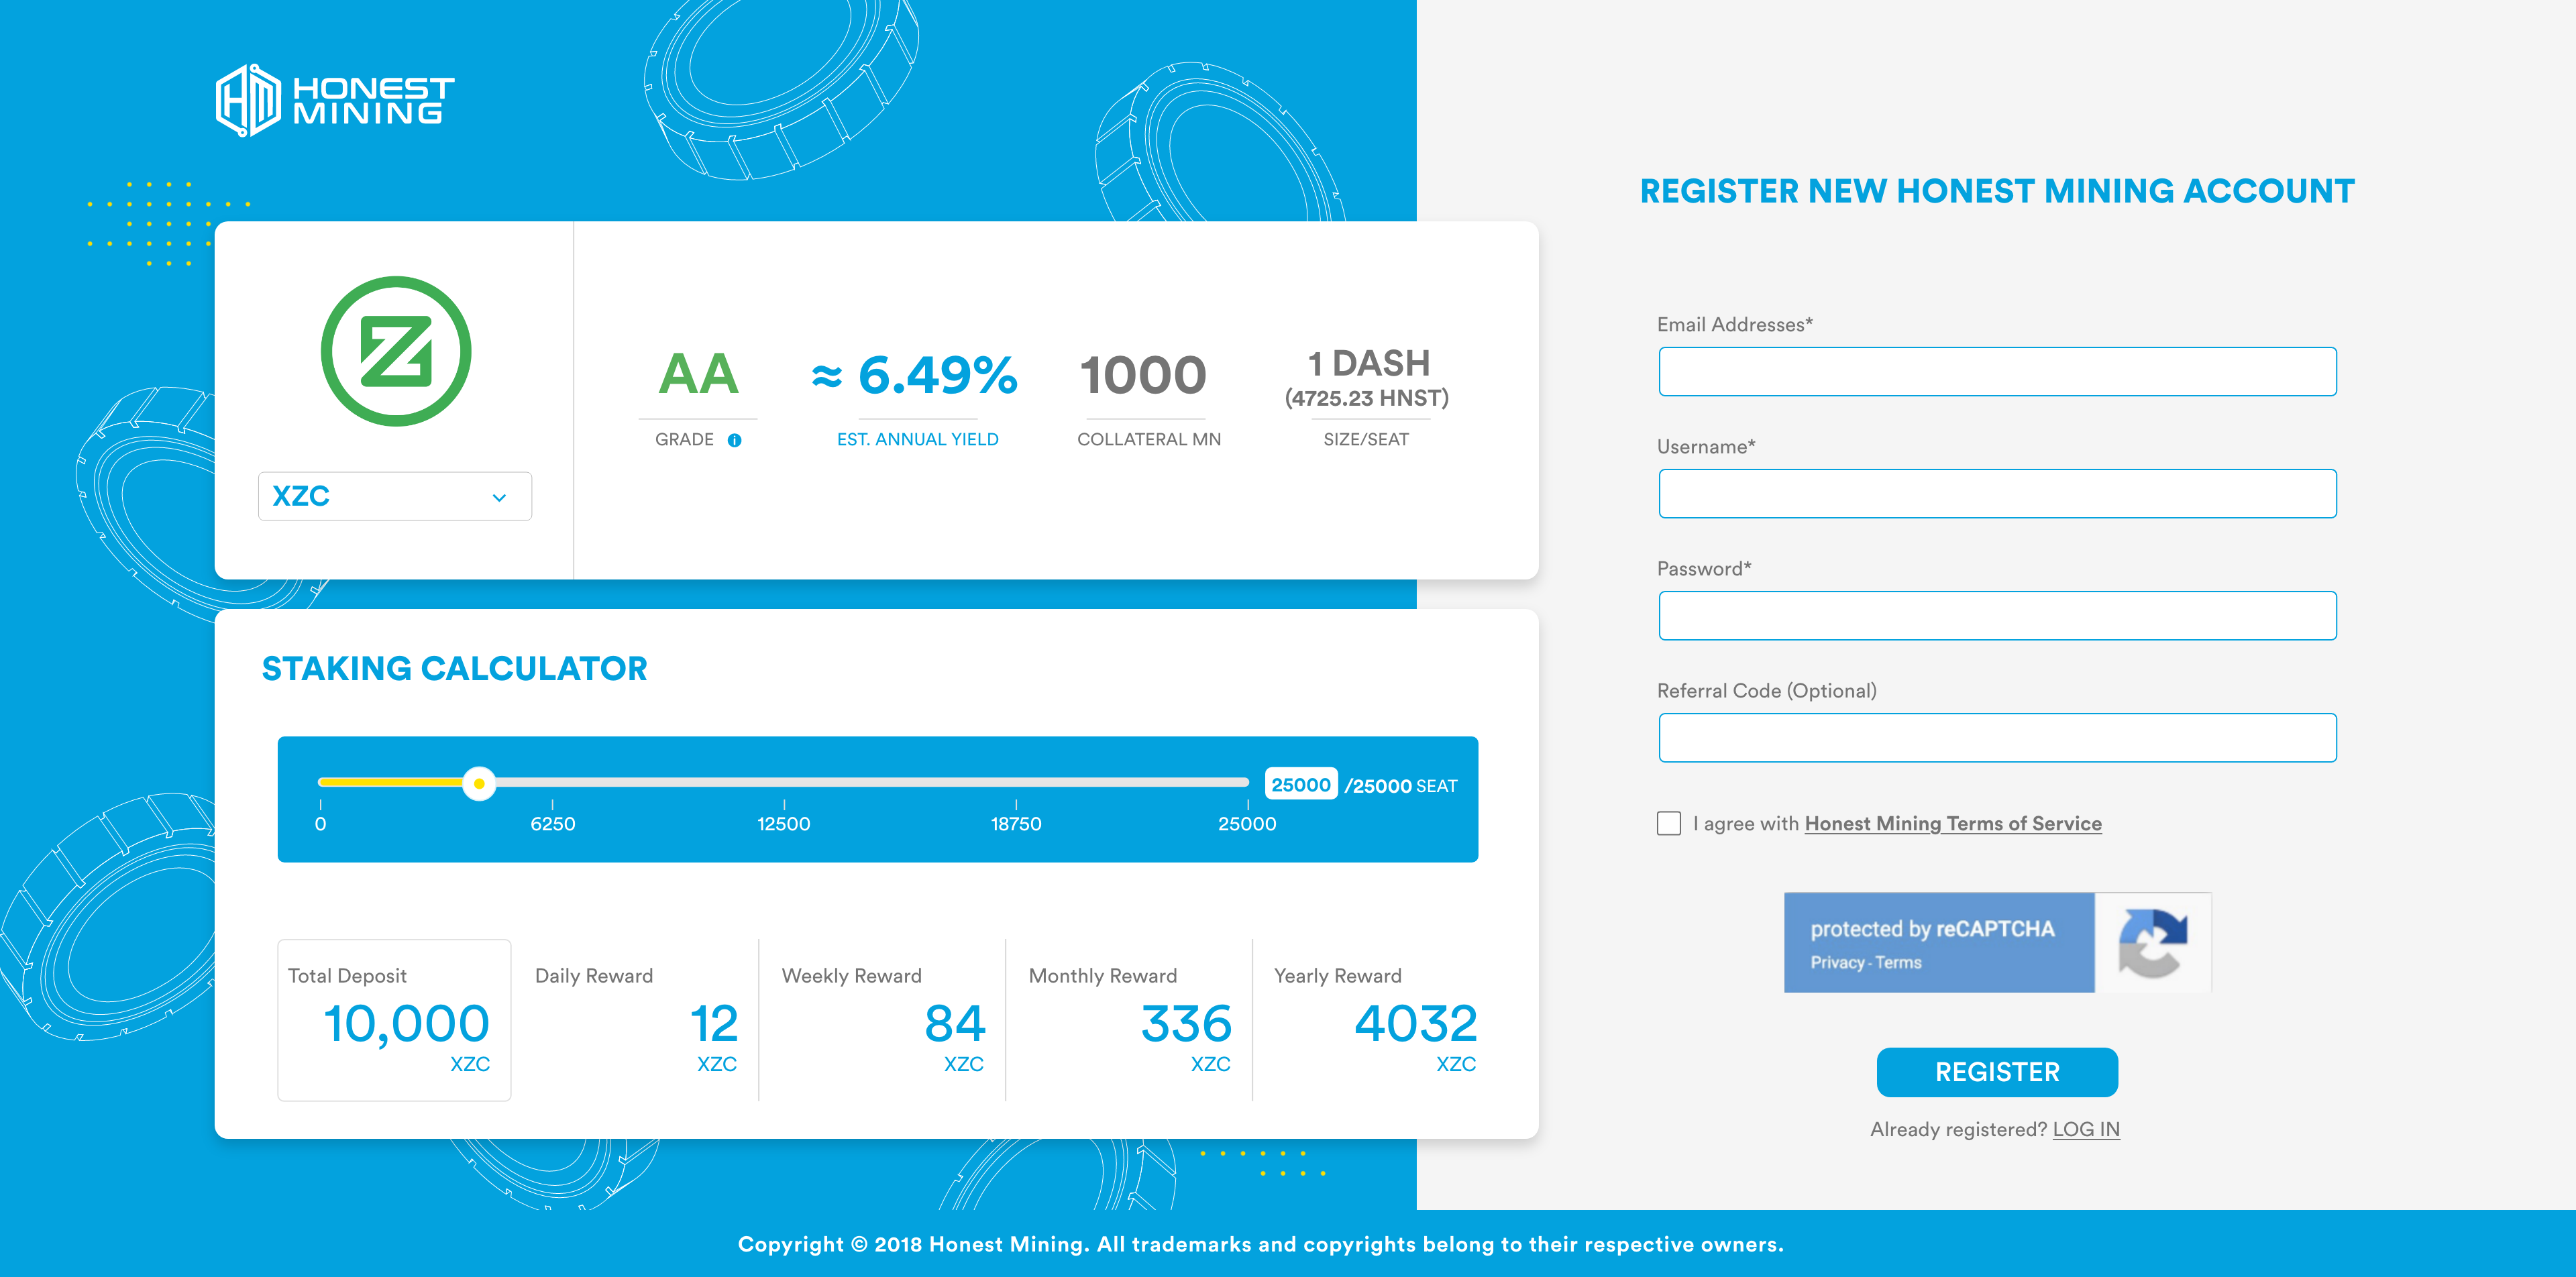 HONEST
MINING
XZC
AA
GRADE i
≈ 6.49%
EST. ANNUAL YIELD
1000
COLLATERAL MN
1 DASH
(4725.23 HNST)
SIZE/SEAT
STAKING CALCULATOR
25000 /25000 SEAT
0 6250 12500 18750 25000
Total Deposit
10,000
XZC
Daily Reward
12
XZC
Weekly Reward
84
XZC
Monthly Reward
336
XZC
Yearly Reward
4032
XZC
REGISTER NEW HONEST MINING ACCOUNT
Email Addresses*
Username*
Password*
Referral Code (Optional)
I agree with Honest Mining Terms of Service
protected by reCAPTCHA
Privacy - Terms
REGISTER
Already registered? LOG IN
Copyright © 2018 Honest Mining. All trademarks and copyrights belong to their respective owners.